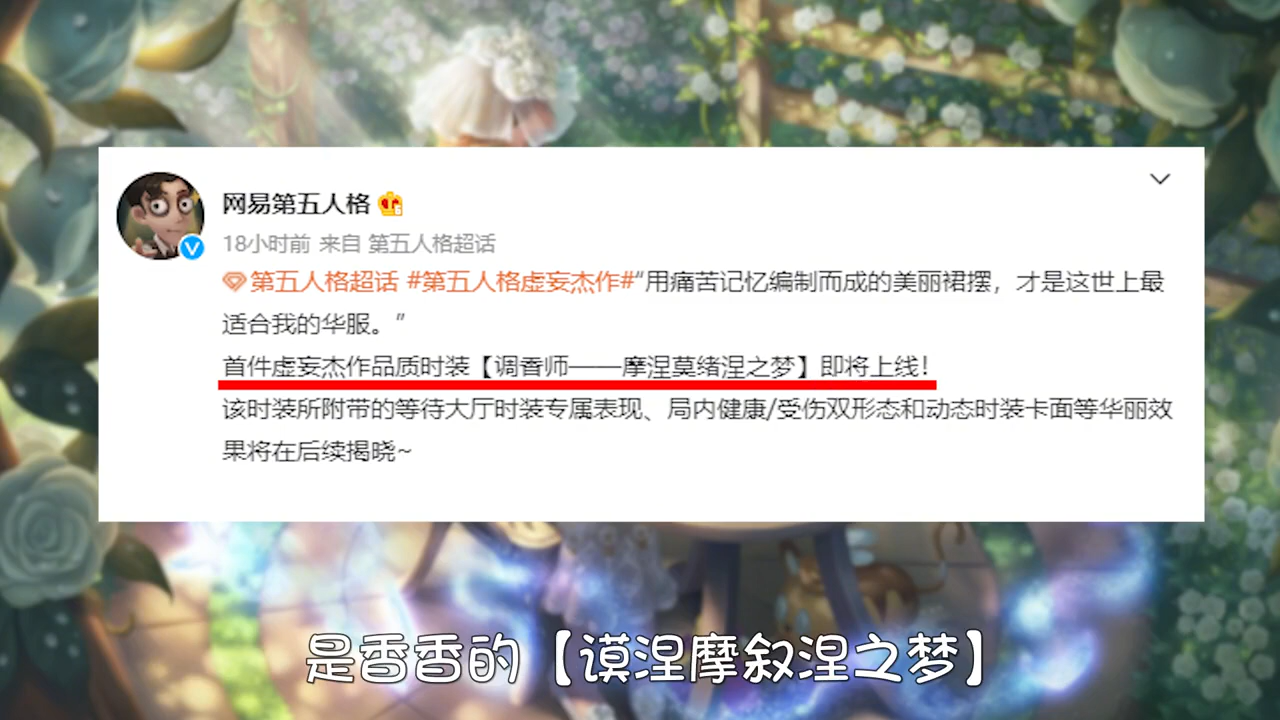 网易第五人格
18小时前 来自 第五人格超话
第五人格超话 #第五人格虚妄杰作#“用痛苦记忆编制而成的美丽裙摆，才是这世上最
适合我的华服。”
首件虚妄杰作品质时装【调香师——摩涅莫绪涅之梦】即将上线！
该时装所附带的等待大厅时装专属表现、局内健康/受伤双形态和动态时装卡面等华丽效
果将在后续揭晓~
是香香的【谟涅摩叙涅之梦】